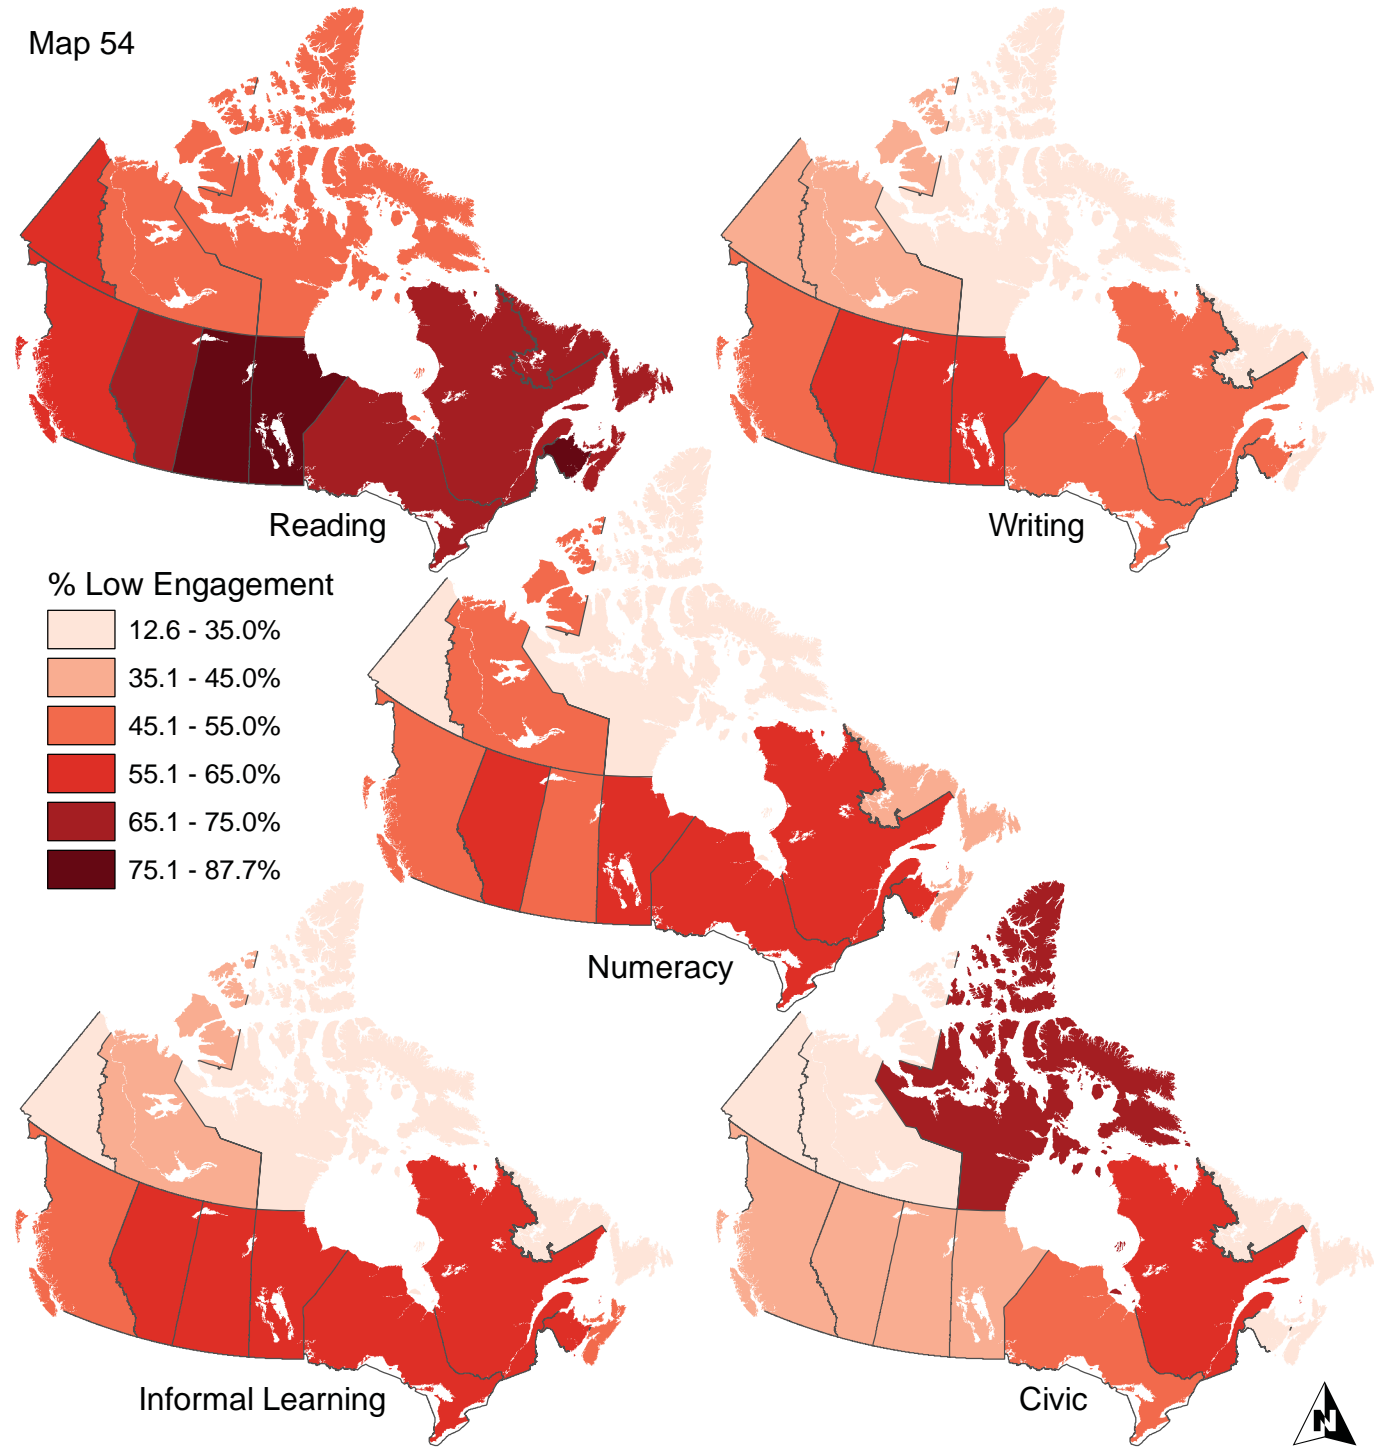 Map 54
Reading
Writing
% Low Engagement
12.6 - 35.0%
35.1 - 45.0%
45.1 - 55.0%
55.1 - 65.0%
65.1 - 75.0%
75.1 - 87.7%
Numeracy
Informal Learning
Civic
N